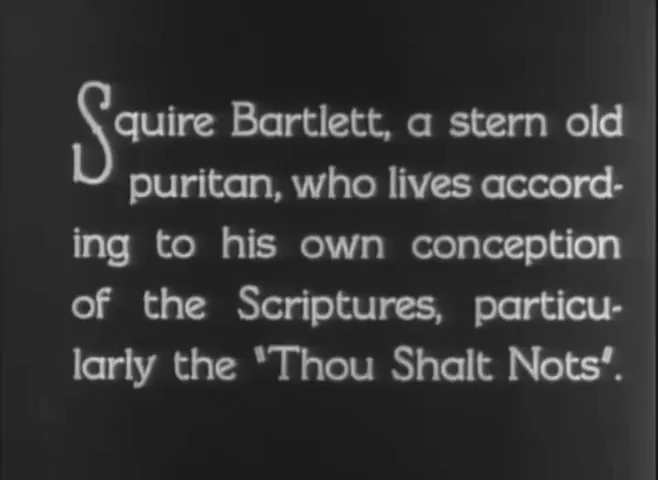 Squire Bartlett, a stern old
puritan, who lives accord-
ing to his own conception
of the Scriptures, particu-
larly the "Thou Shalt Nots".